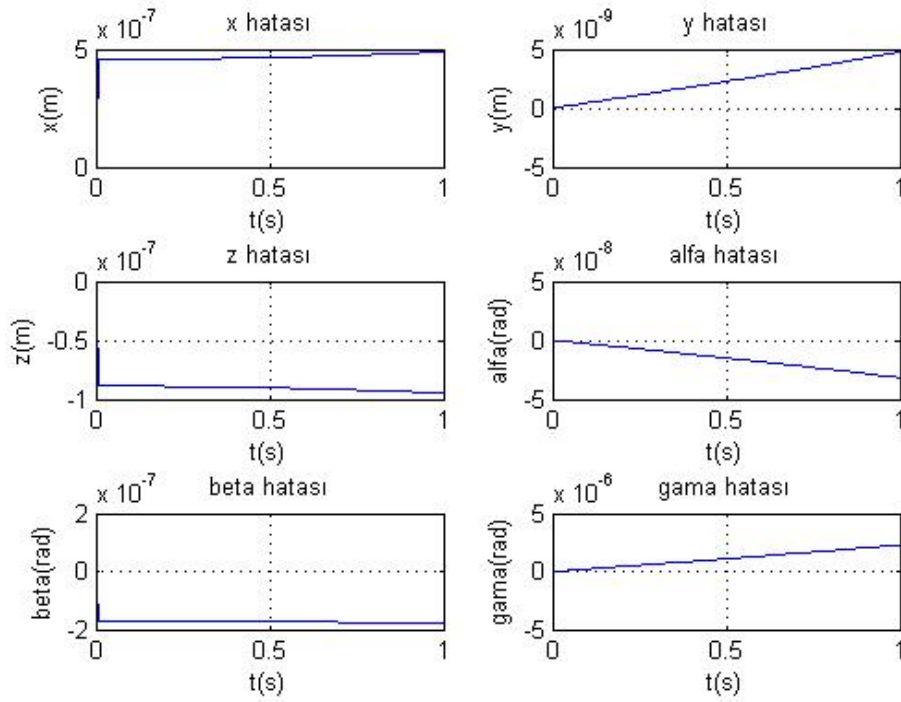 x 10^-7 x hatası
5
x(m)
0
0 0.5 1
t(s)
x 10^-9 y hatası
5
y(m) 0
-5
0 0.5 1
t(s)
x 10^-7 z hatası
0
z(m) -0.5
-1
0 0.5 1
t(s)
x 10^-8 alfa hatası
5
alfa(rad) 0
-5
0 0.5 1
t(s)
x 10^-7 beta hatası
2
beta(rad) 0
-2
0 0.5 1
t(s)
x 10^-6 gama hatası
5
gama(rad) 0
-5
0 0.5 1
t(s)